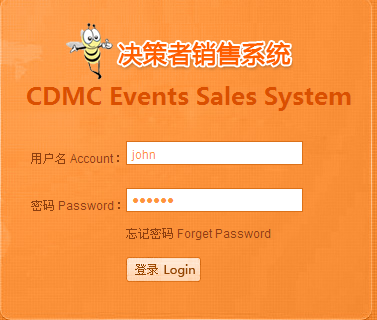 决策者销售系统
CDMC Events Sales System
用户名 Account： john
密码 Password： ●●●●●●
忘记密码 Forget Password
登录 Login